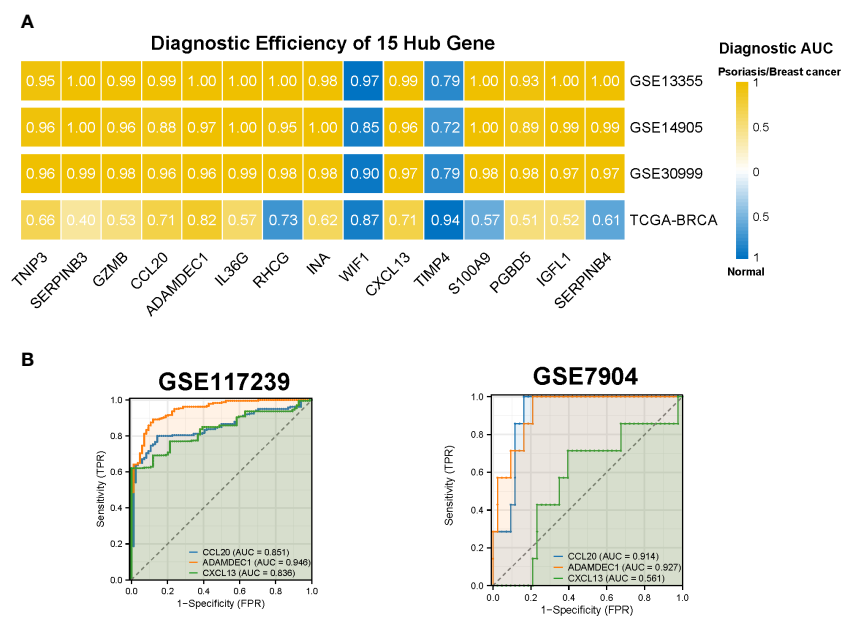 A
Diagnostic Efficiency of 15 Hub Gene
0.95 1.00 0.99 0.99 1.00 1.00 1.00 0.98 0.97 0.99 0.79 1.00 0.93 1.00 1.00 GSE13355
0.96 1.00 0.96 0.88 0.97 1.00 0.95 1.00 0.85 0.96 0.72 1.00 0.89 0.99 0.99 GSE14905
0.96 0.99 0.98 0.96 0.96 0.99 0.98 0.98 0.90 0.97 0.79 0.98 0.98 0.97 0.97 GSE30999
0.66 0.40 0.53 0.71 0.82 0.57 0.73 0.62 0.87 0.71 0.94 0.57 0.51 0.52 0.61 TCGA-BRCA
TNIP3 SERPINB3 GZMB CCL20 ADAMDEC1 IL36G RHCG INA WIF1 CXCL13 TIMP4 S100A9 PGBD5 IGFL1 SERPINB4
Diagnostic AUC
Psoriasis/Breast cancer
1
0.5
0
0.5
1
Normal
B
GSE117239
1.0
0.8
0.6
0.4
0.2
0.0
Sensitivity (TPR)
CCL20 (AUC = 0.851)
ADAMDEC1 (AUC = 0.946)
CXCL13 (AUC = 0.836)
0.0 0.2 0.4 0.6 0.8 1.0
1-Specificity (FPR)
GSE7904
1.0
0.8
0.6
0.4
0.2
0.0
Sensitivity (TPR)
CCL20 (AUC = 0.914)
ADAMDEC1 (AUC = 0.927)
CXCL13 (AUC = 0.561)
0.0 0.2 0.4 0.6 0.8 1.0
1-Specificity (FPR)